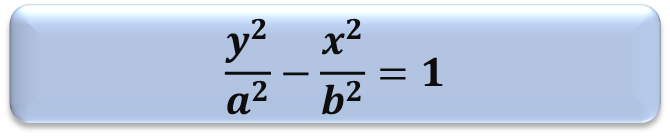 y²/a² − x²/b² = 1